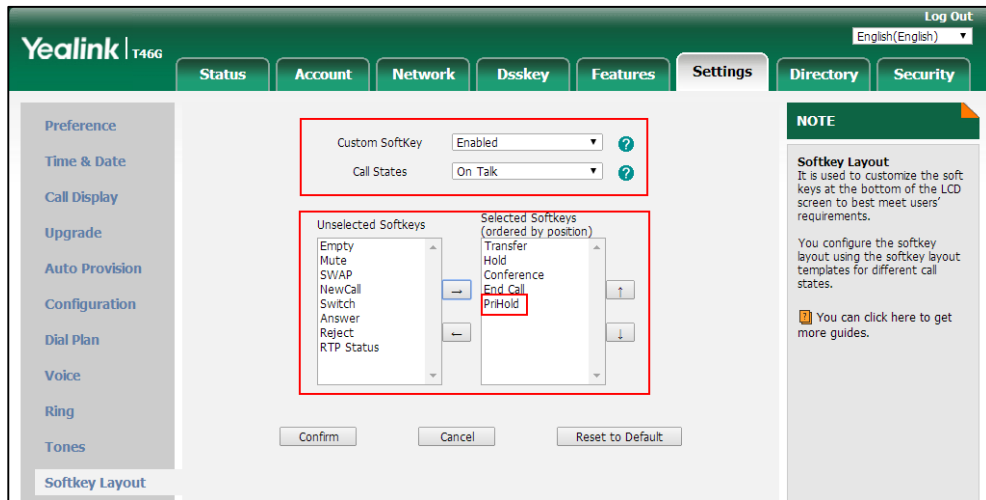 Log Out
Yealink T46G
English(English)
Status
Account
Network
Dsskey
Features
Settings
Directory
Security
Preference
Time & Date
Call Display
Upgrade
Auto Provision
Configuration
Dial Plan
Voice
Ring
Tones
Softkey Layout
Custom SoftKey
Enabled
?
Call States
On Talk
?
Unselected Softkeys
Empty
Mute
SWAP
NewCall
Switch
Answer
Reject
RTP Status
→
←
Selected Softkeys
(ordered by position)
Transfer
Hold
Conference
End Call
PriHold
↑
↓
Confirm
Cancel
Reset to Default
NOTE
Softkey Layout
It is used to customize the soft
keys at the bottom of the LCD
screen to best meet users'
requirements.
You configure the softkey
layout using the softkey layout
templates for different call
states.
? You can click here to get
more guides.